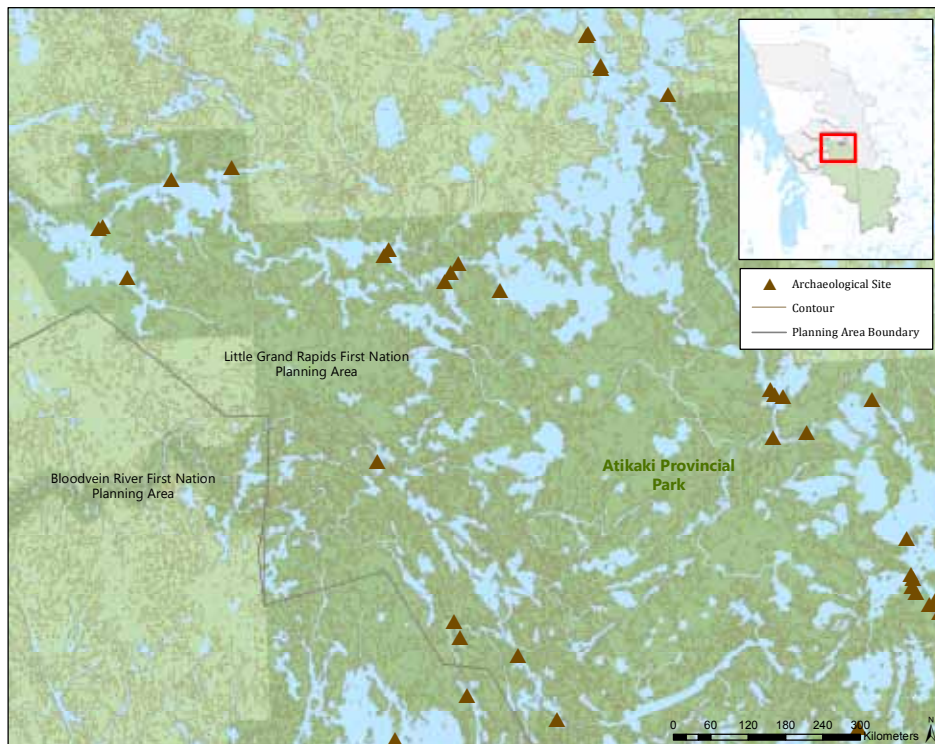 Archaeological Site
Contour
Planning Area Boundary
Little Grand Rapids First Nation
Planning Area
Bloodvein River First Nation
Planning Area
Atikaki Provincial
Park
0 60 120 180 240 300
Kilometers
N